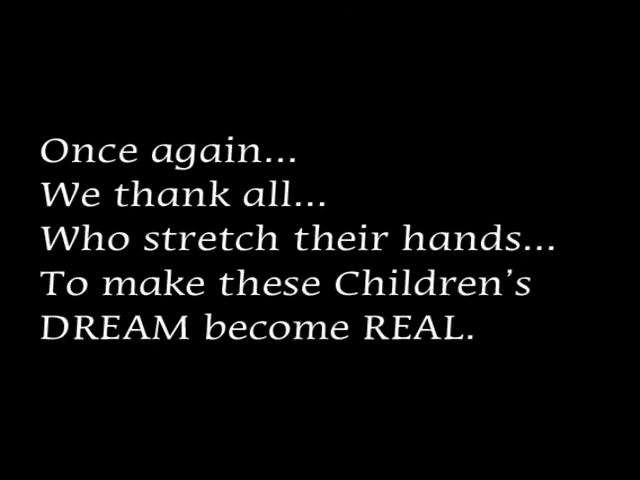 Once again...
We thank all...
Who stretch their hands...
To make these Children’s
DREAM become REAL.